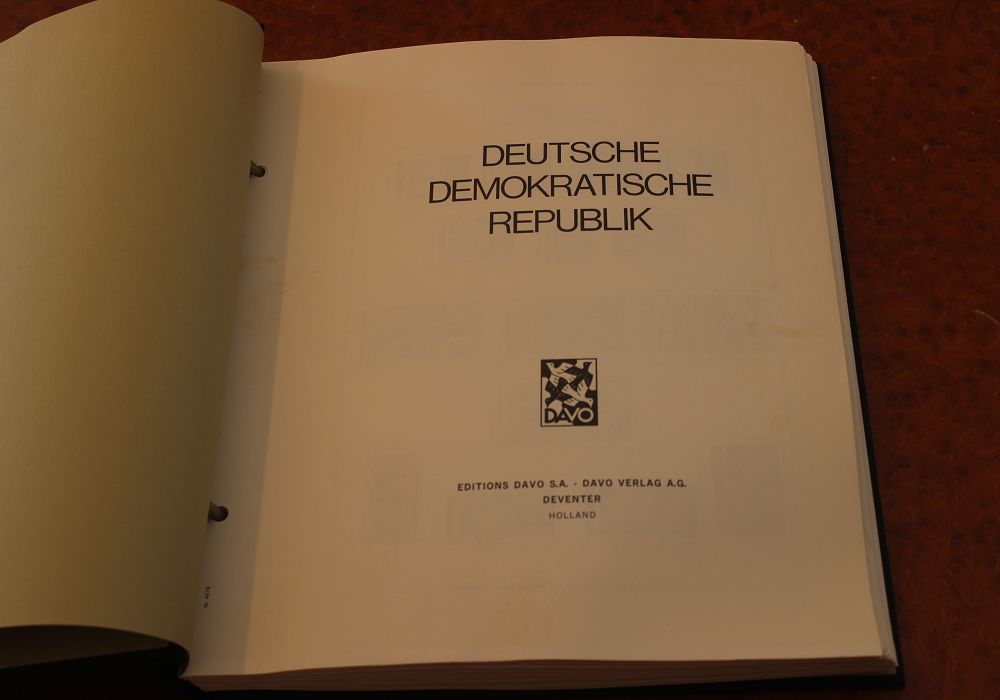 DEUTSCHE
DEMOKRATISCHE
REPUBLIK
DAVO
EDITIONS DAVO S.A. - DAVO VERLAG A.G.
DEVENTER
HOLLAND